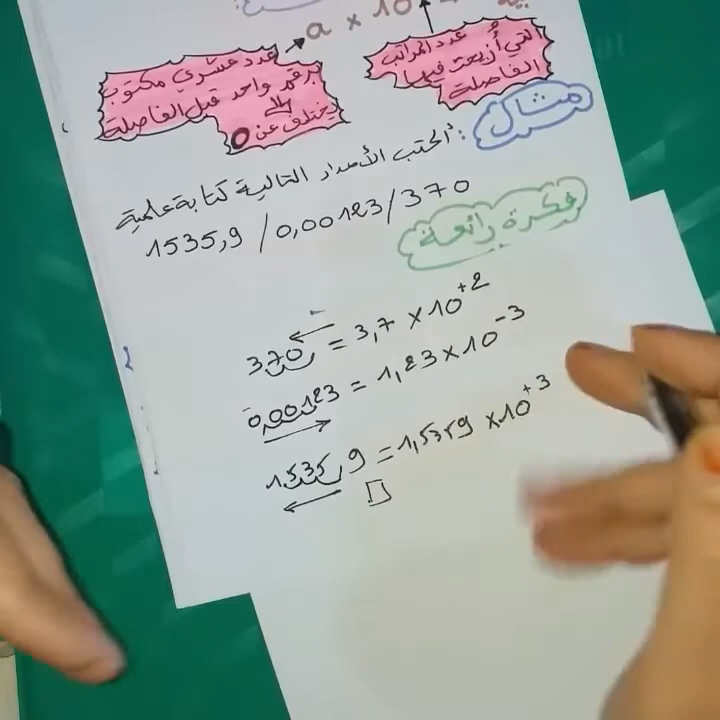 a × 10
عدد عشري مكتوب
برقم واحد قبل الفاصلة
يختلف عن 0
عدد المراتب
التي أزيحت فيها
الفاصلة
مثال
أكتب الأعداد التالية كتابة علمية
1535,9 / 0,00123 / 370
فكرة رائعة
370 = 3,7 × 10⁺²
0,00123 = 1,23 × 10⁻³
1535,9 = 1,5359 × 10⁺³